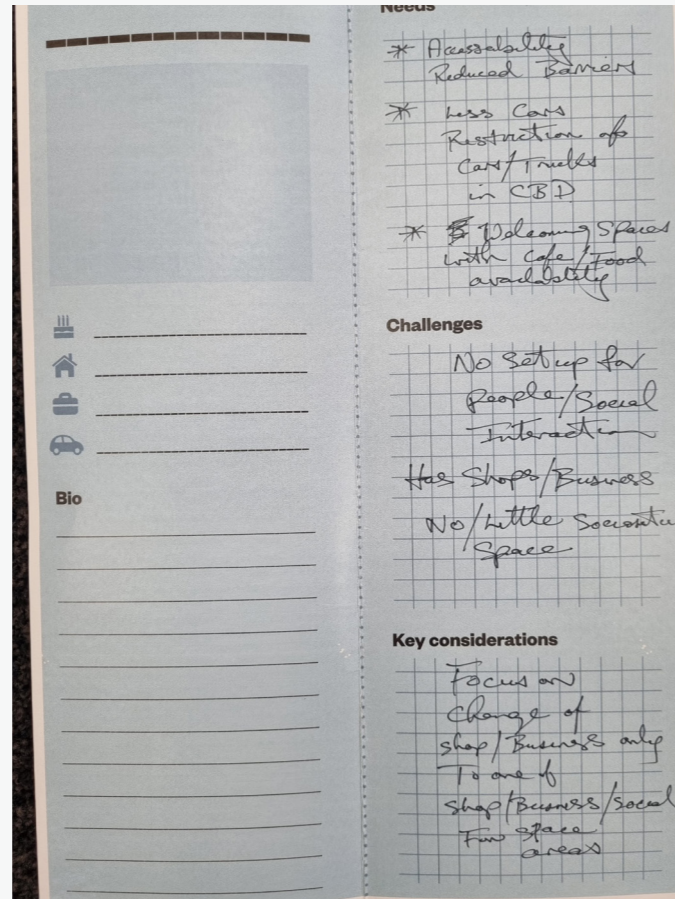 Needs
* Accessability
Reduced Barriers
* Less Cars
Restriction of
Cars/Trucks
in CBD
* Welcoming Spaces
with Cafe/Food
availability
Challenges
No Set up for
People/Social
Interaction
Has Shops/Business
No/Little
Space
Bio
Key considerations
Focus on
Change of
shop/Business only
To one of
shop/Business/Social
Fun space
areas